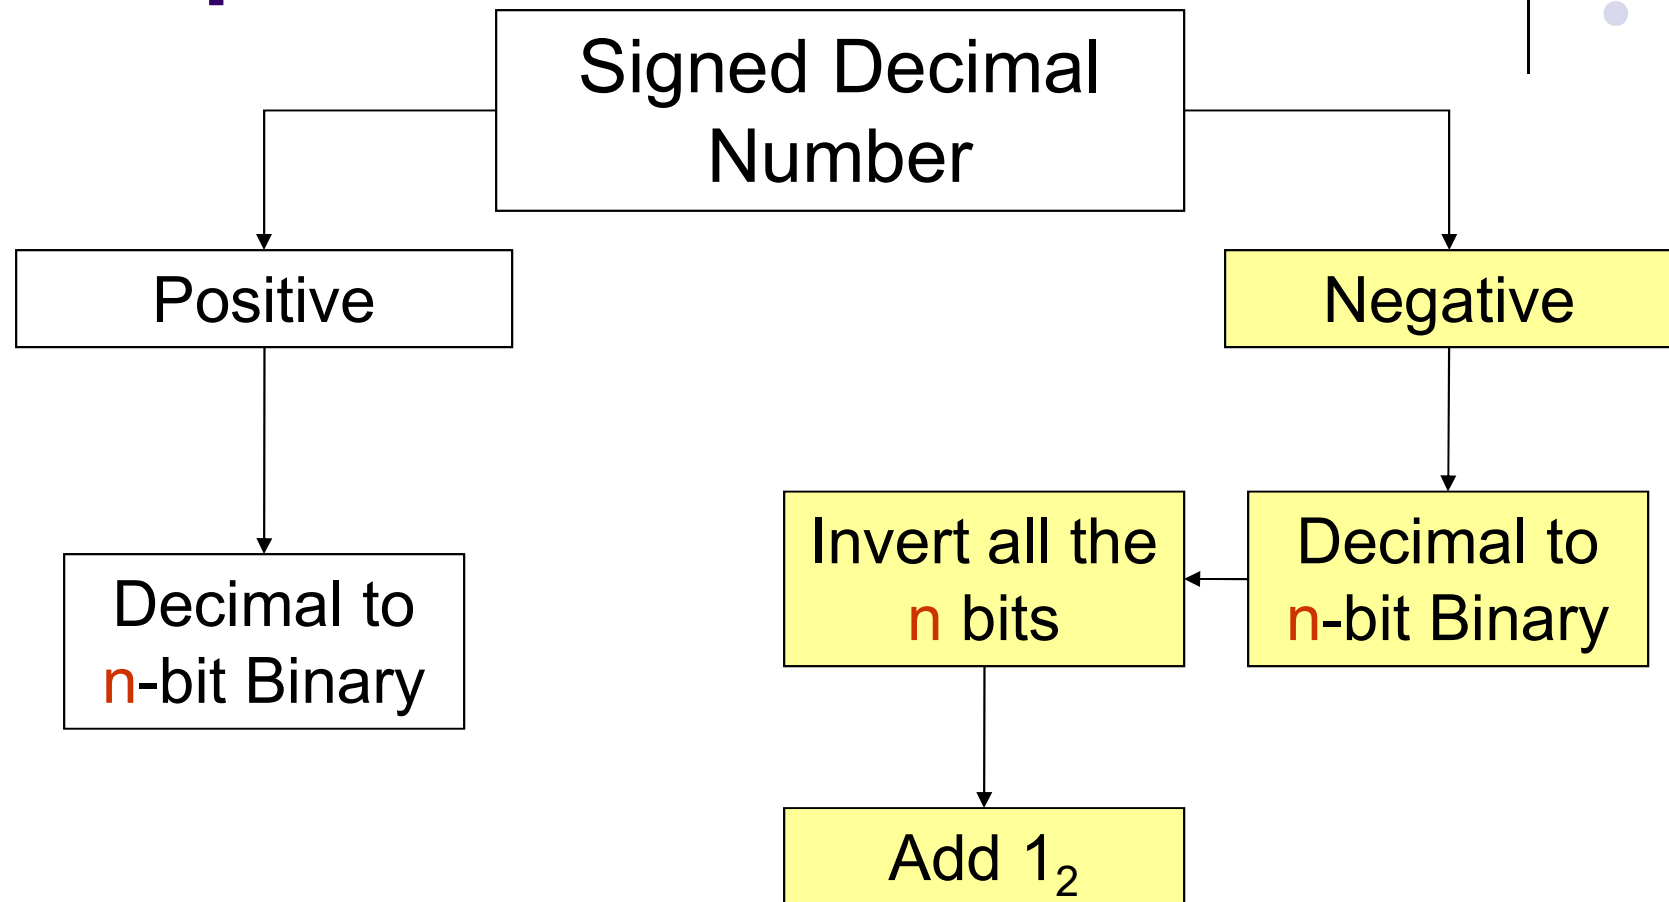 Signed Decimal
Number
Positive
Negative
Decimal to
n-bit Binary
Invert all the
n bits
Decimal to
n-bit Binary
Add 1₂